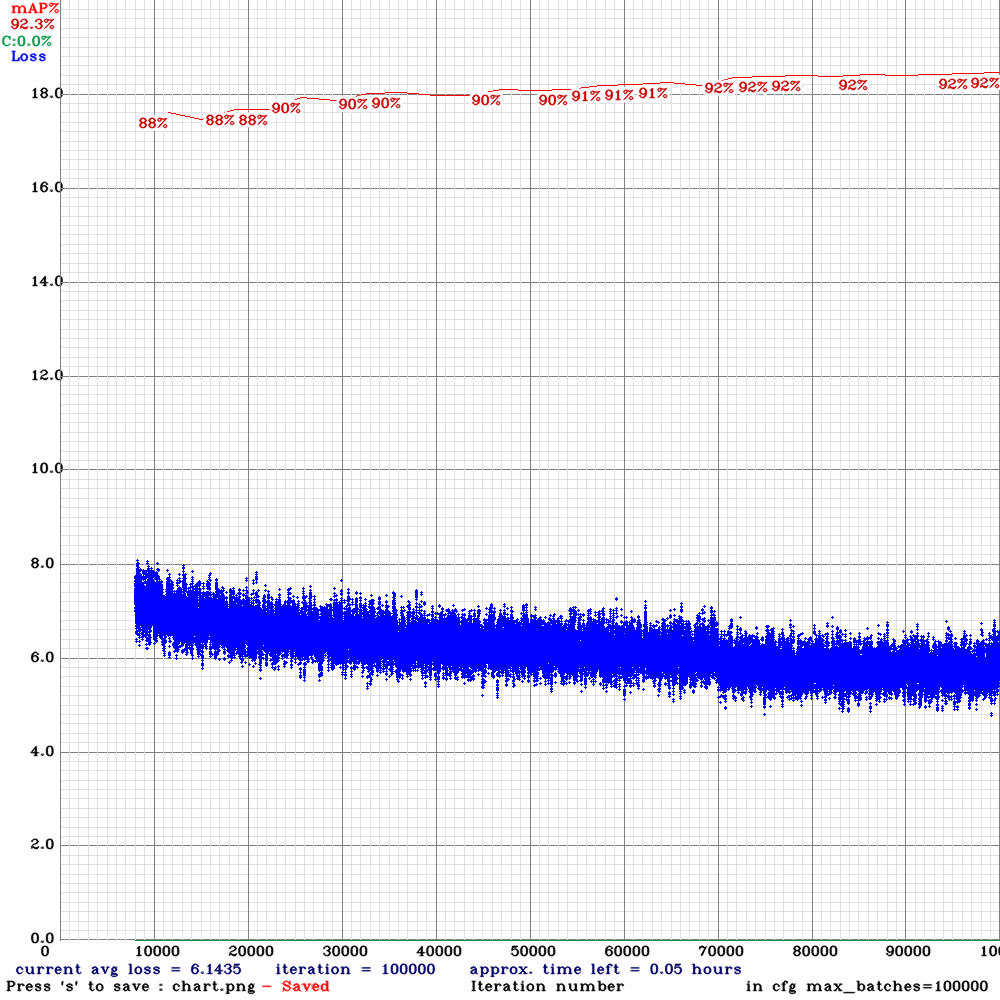 mAP%
92.3%
C:0.0%
Loss
18.0
16.0
14.0
12.0
10.0
8.0
6.0
4.0
2.0
0.0
88% 88% 88% 90% 90% 90% 90% 90% 91% 91% 91% 92% 92% 92% 92% 92% 92%
0 10000 20000 30000 40000 50000 60000 70000 80000 90000 100
current avg loss = 6.1435 iteration = 100000 approx. time left = 0.05 hours
Press 's' to save : chart.png - Saved Iteration number in cfg max_batches=100000